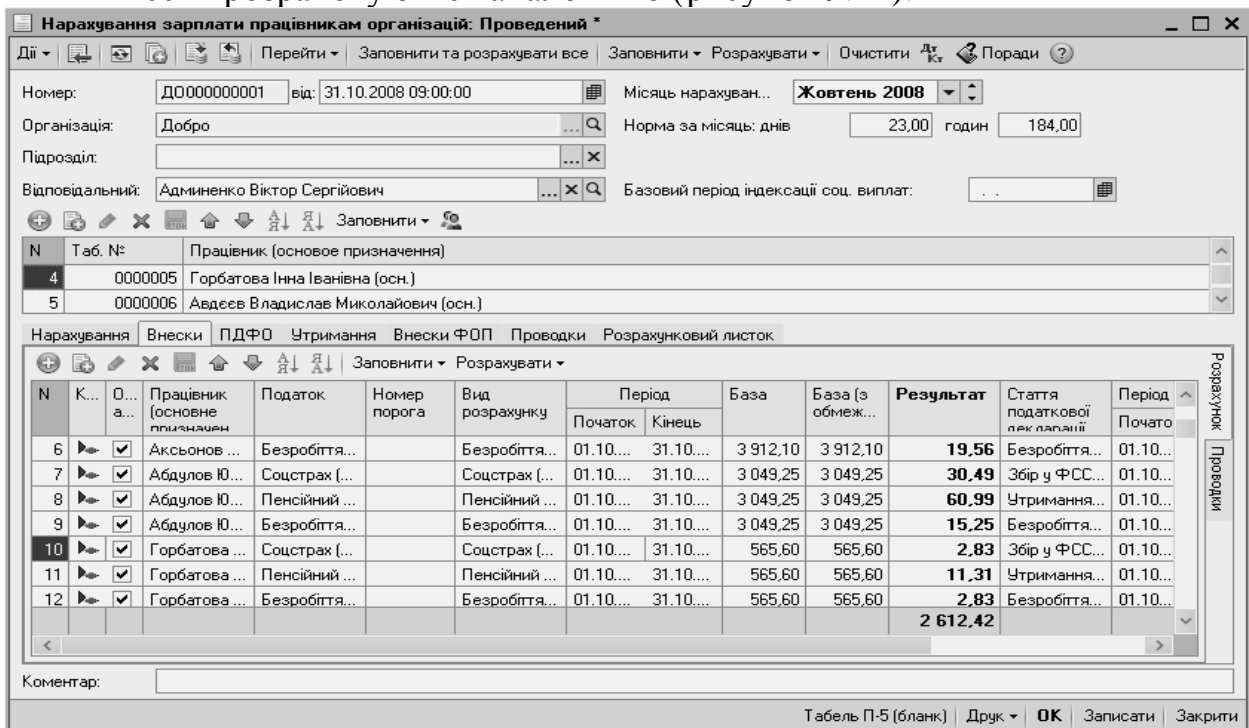 Нарахування зарплати працівникам організацій: Проведений *
Дії Перейти Заповнити та розрахувати все Заповнити Розрахувати Очистити Дт Кт Поради
Номер: ДО000000001 від: 31.10.2008 09:00:00 Місяць нарахуван... Жовтень 2008
Організація: Добро ... Норма за місяць: днів 23,00 годин 184,00
Підрозділ: ...
Відповідальний: Админенко Віктор Сергійович ... Базовий період індексації соц. виплат: . .
Заповнити
N Таб. № Працівник (основое призначення)
4 0000005 Горбатова Інна Іванівна (осн.)
5 0000006 Авдєєв Владислав Миколайович (осн.)
Нарахування Внески ПДФО Утримання Внески ФОП Проводки Розрахунковий листок
Заповнити Розрахувати
Розрахунок
Проводки
N К... О... Працівник Податок Номер Вид Період База База (з Результат Стаття Період
а... (основне порога розрахунку Початок Кінець обмеж... податкової Почато
призначен декларації
6 Аксьонов ... Безробіття... Безробіття... 01.10.... 31.10.... 3 912,10 3 912,10 19,56 Безробіття... 01.10...
7 Абдулов Ю... Соцстрах (... Соцстрах (... 01.10.... 31.10.... 3 049,25 3 049,25 30,49 Збір у ФСС... 01.10...
8 Абдулов Ю... Пенсійний ... Пенсійний ... 01.10.... 31.10.... 3 049,25 3 049,25 60,99 Утримання... 01.10...
9 Абдулов Ю... Безробіття... Безробіття... 01.10.... 31.10.... 3 049,25 3 049,25 15,25 Безробіття... 01.10...
10 Горбатова ... Соцстрах (... Соцстрах (... 01.10.... 31.10.... 565,60 565,60 2,83 Збір у ФСС... 01.10...
11 Горбатова ... Пенсійний ... Пенсійний ... 01.10.... 31.10.... 565,60 565,60 11,31 Утримання... 01.10...
12 Горбатова ... Безробіття... Безробіття... 01.10.... 31.10.... 565,60 565,60 2,83 Безробіття... 01.10...
2 612,42
Коментар:
Табель П-5 (бланк) Друк OK Записати Закрити